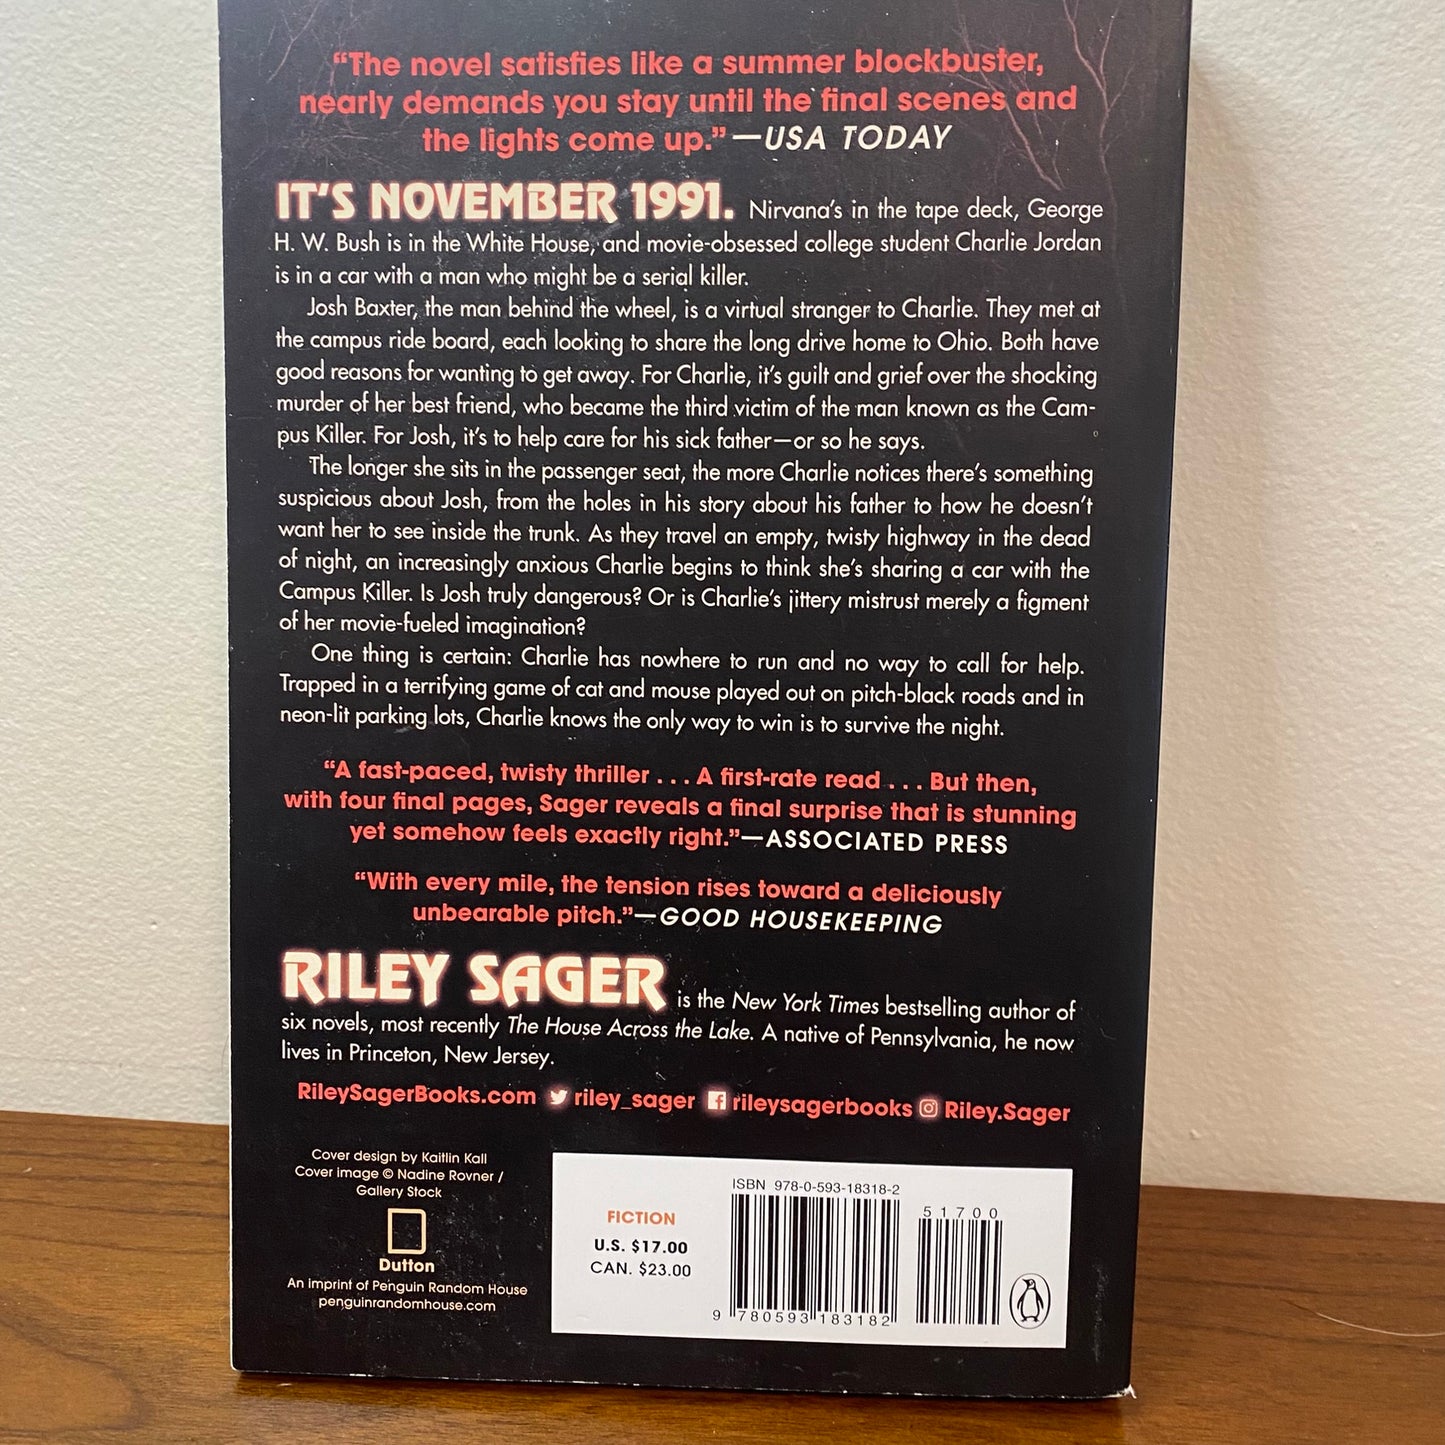 “The novel satisfies like a summer blockbuster,
nearly demands you stay until the final scenes and
the lights come up.”—USA TODAY
IT'S NOVEMBER 1991. Nirvana's in the tape deck, George
H. W. Bush is in the White House, and movie-obsessed college student Charlie Jordan
is in a car with a man who might be a serial killer.
Josh Baxter, the man behind the wheel, is a virtual stranger to Charlie. They met at
the campus ride board, each looking to share the long drive home to Ohio. Both have
good reasons for wanting to get away. For Charlie, it's guilt and grief over the shocking
murder of her best friend, who became the third victim of the man known as the Cam-
pus Killer. For Josh, it's to help care for his sick father—or so he says.
The longer she sits in the passenger seat, the more Charlie notices there's something
suspicious about Josh, from the holes in his story about his father to how he doesn't
want her to see inside the trunk. As they travel an empty, twisty highway in the dead
of night, an increasingly anxious Charlie begins to think she's sharing a car with the
Campus Killer. Is Josh truly dangerous? Or is Charlie's jittery mistrust merely a figment
of her movie-fueled imagination?
One thing is certain: Charlie has nowhere to run and no way to call for help.
Trapped in a terrifying game of cat and mouse played out on pitch-black roads and in
neon-lit parking lots, Charlie knows the only way to win is to survive the night.
“A fast-paced, twisty thriller . . . A first-rate read . . . But then,
with four final pages, Sager reveals a final surprise that is stunning
yet somehow feels exactly right.”—ASSOCIATED PRESS
“With every mile, the tension rises toward a deliciously
unbearable pitch.”—GOOD HOUSEKEEPING
RILEY SAGER is the New York Times bestselling author of
six novels, most recently The House Across the Lake. A native of Pennsylvania, he now
lives in Princeton, New Jersey.
RileySagerBooks.com riley_sager rileysagerbooks Riley.Sager
Cover design by Kaitlin Kall
Cover image © Nadine Rovner /
Gallery Stock
Dutton
An imprint of Penguin Random House
penguinrandomhouse.com
FICTION
U.S. $17.00
CAN. $23.00
ISBN 978-0-593-18318-2
51700
9 780593 183182